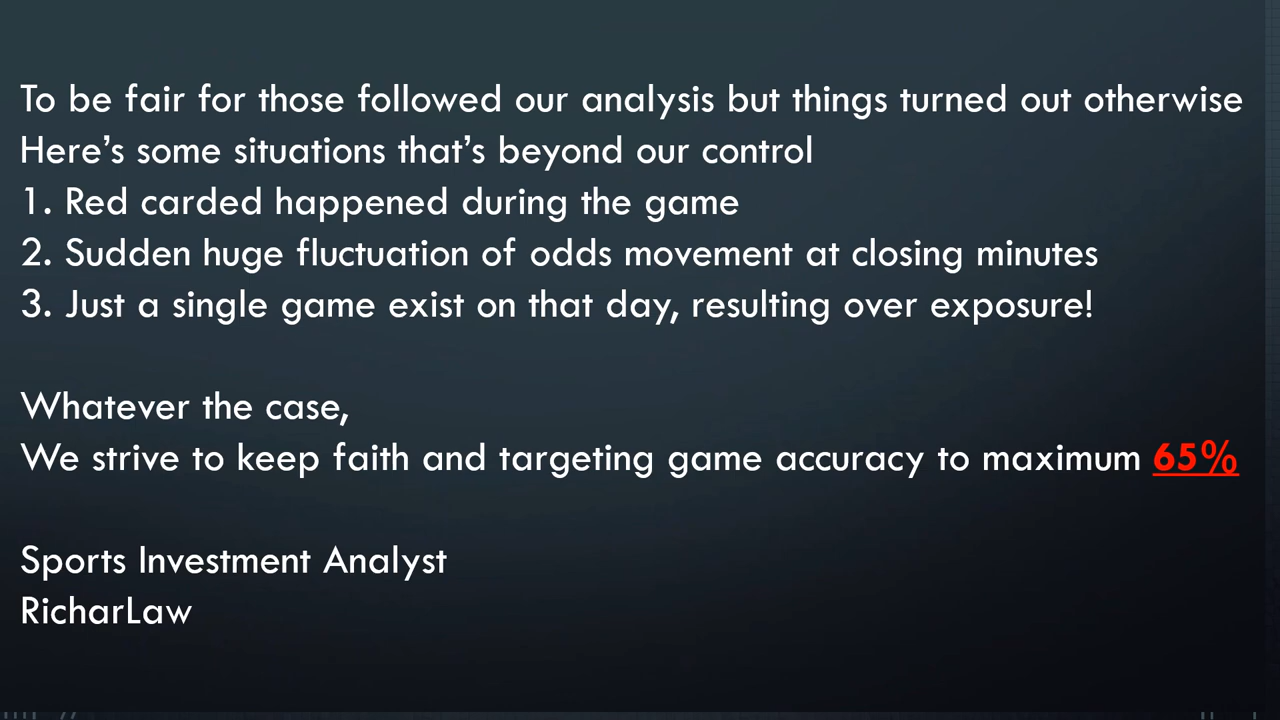 To be fair for those followed our analysis but things turned out otherwise
Here’s some situations that’s beyond our control
1. Red carded happened during the game
2. Sudden huge fluctuation of odds movement at closing minutes
3. Just a single game exist on that day, resulting over exposure!
Whatever the case,
We strive to keep faith and targeting game accuracy to maximum 65%
Sports Investment Analyst
RicharLaw